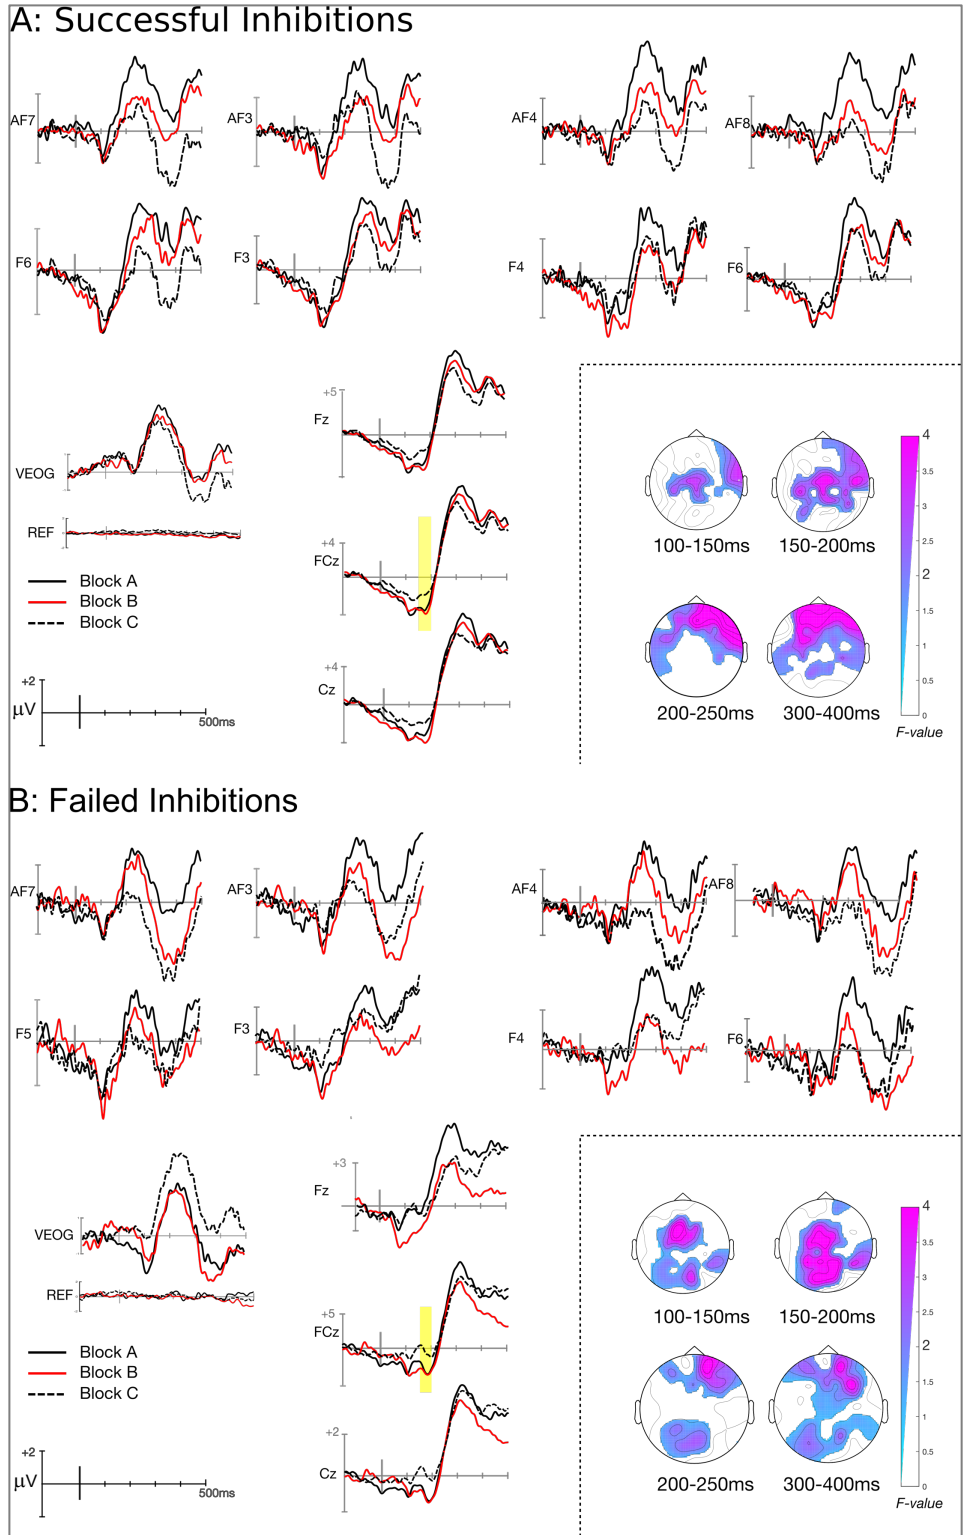 A: Successful Inhibitions
AF7
AF3
AF4
AF8
F6
F3
F4
F6
+5
Fz
VEOG
REF
+4
FCz
Block A
Block B
Block C
+4
Cz
+2
μV
500ms
100-150ms
150-200ms
200-250ms
300-400ms
4
3.5
3
2.5
2
1.5
1
0.5
0
F-value
B: Failed Inhibitions
AF7
AF3
AF4
AF8
F5
F3
F4
F6
+3
Fz
VEOG
REF
+5
FCz
Block A
Block B
Block C
+2
Cz
+2
μV
500ms
100-150ms
150-200ms
200-250ms
300-400ms
4
3.5
3
2.5
2
1.5
1
0.5
0
F-value